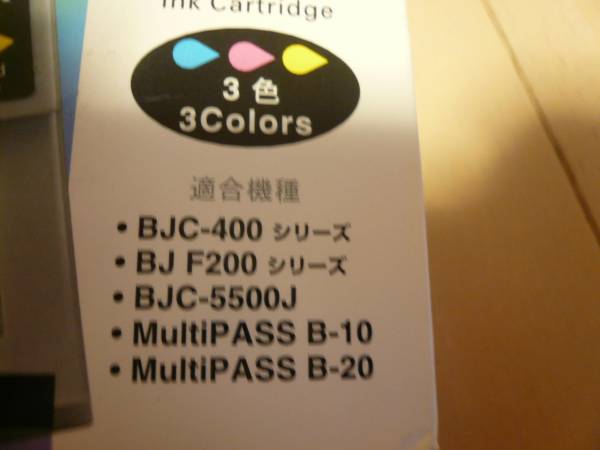 Ink Cartridge
3色
3Colors
適合機種
• BJC-400 シリーズ
• BJ F200 シリーズ
• BJC-5500J
• MultiPASS B-10
• MultiPASS B-20